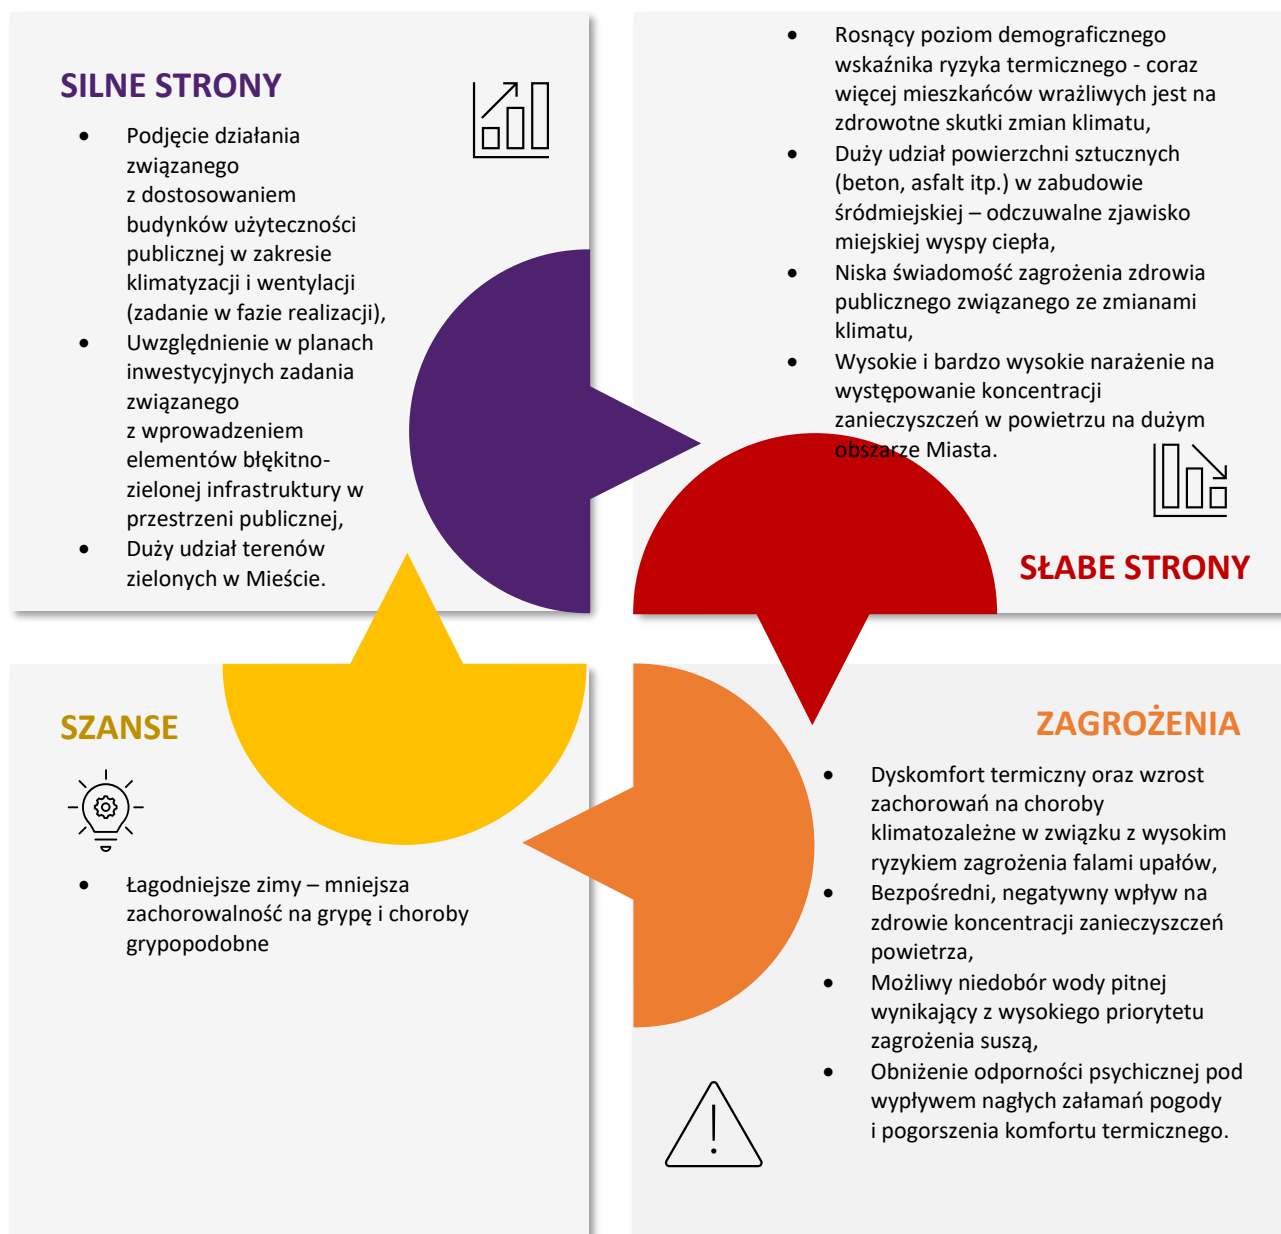 SILNE STRONY
• Podjęcie działania
związanego
z dostosowaniem
budynków użyteczności
publicznej w zakresie
klimatyzacji i wentylacji
(zadanie w fazie realizacji),
• Uwzględnienie w planach
inwestycyjnych zadania
związanego
z wprowadzeniem
elementów błękitno-
zielonej infrastruktury w
przestrzeni publicznej,
• Duży udział terenów
zielonych w Mieście.
• Rosnący poziom demograficznego
wskaźnika ryzyka termicznego - coraz
więcej mieszkańców wrażliwych jest na
zdrowotne skutki zmian klimatu,
• Duży udział powierzchni sztucznych
(beton, asfalt itp.) w zabudowie
śródmiejskiej – odczuwalne zjawisko
miejskiej wyspy ciepła,
• Niska świadomość zagrożenia zdrowia
publicznego związanego ze zmianami
klimatu,
• Wysokie i bardzo wysokie narażenie na
występowanie koncentracji
zanieczyszczeń w powietrzu na dużym
obszarze Miasta.
SŁABE STRONY
SZANSE
• Łagodniejsze zimy – mniejsza
zachorowalność na grypę i choroby
grypopodobne
ZAGROŻENIA
• Dyskomfort termiczny oraz wzrost
zachorowań na choroby
klimatozależne w związku z wysokim
ryzykiem zagrożenia falami upałów,
• Bezpośredni, negatywny wpływ na
zdrowie koncentracji zanieczyszczeń
powietrza,
• Możliwy niedobór wody pitnej
wynikający z wysokiego priorytetu
zagrożenia suszą,
• Obniżenie odporności psychicznej pod
wypływem nagłych załamań pogody
i pogorszenia komfortu termicznego.